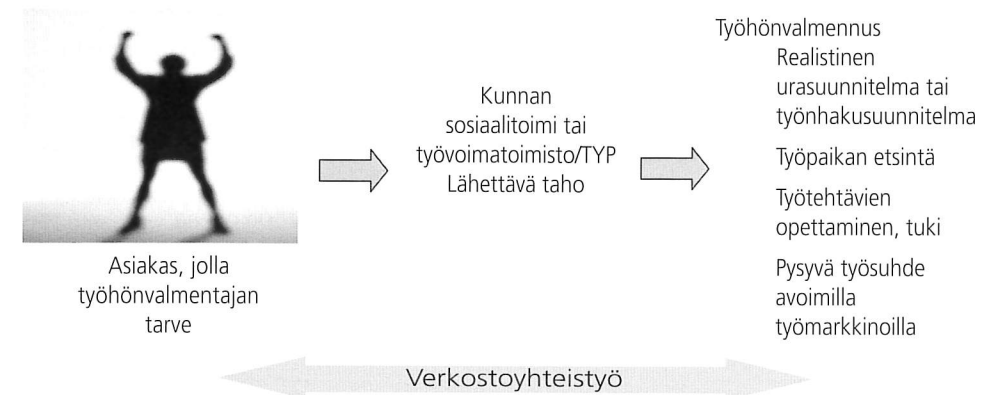 Asiakas, jolla
työhönvalmentajan
tarve
Kunnan
sosiaalitoimi tai
työvoimatoimisto/TYP
Lähettävä taho
Työhönvalmennus
Realistinen
urasuunnitelma tai
työnhakusuunnitelma
Työpaikan etsintä
Työtehtävien
opettaminen, tuki
Pysyvä työsuhde
avoimilla
työmarkkinoilla
Verkostoyhteistyö